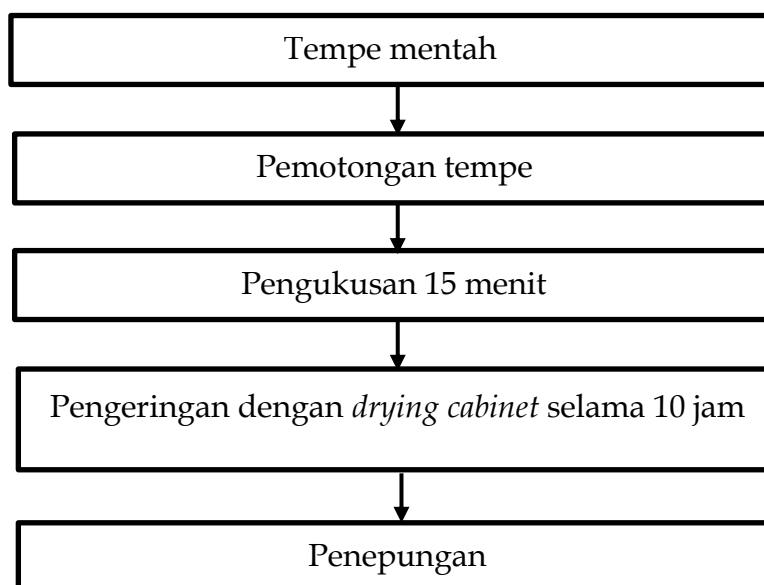 Tempe mentah
Pemotongan tempe
Pengukusan 15 menit
Pengeringan dengan drying cabinet selama 10 jam
Penepungan